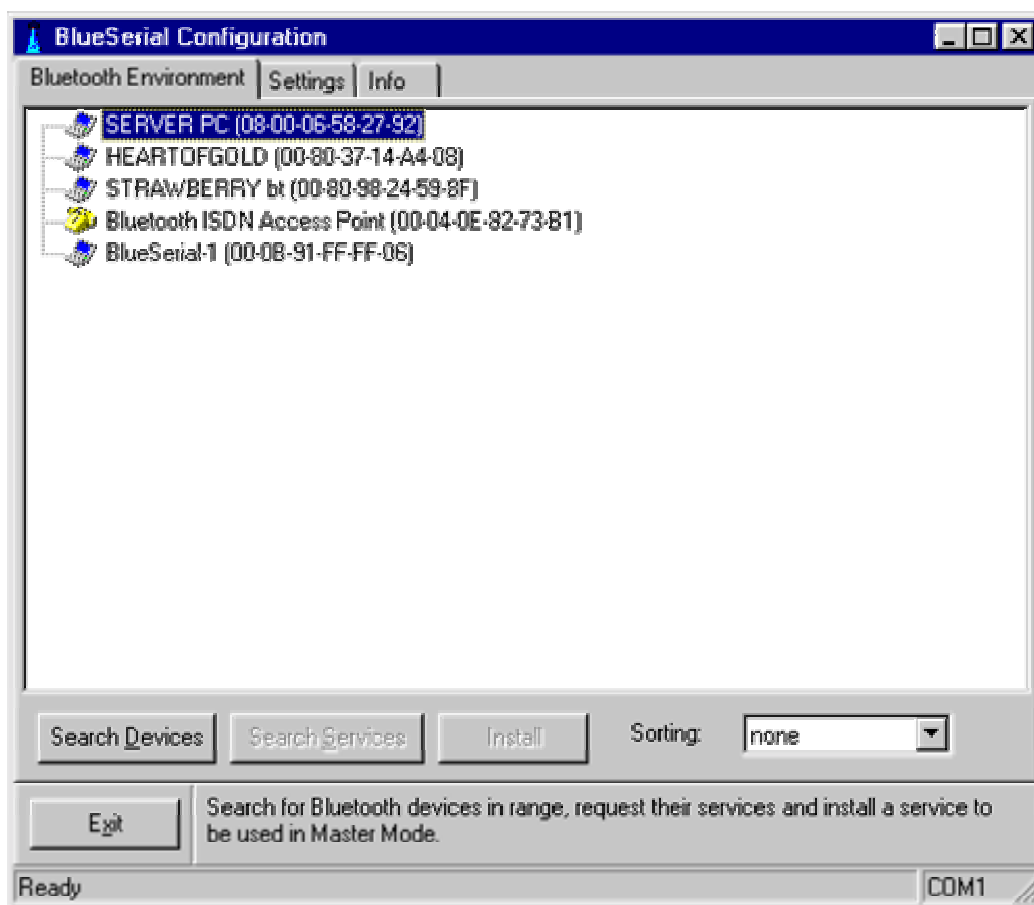 BlueSerial Configuration
Bluetooth Environment Settings Info
SERVER PC (08-00-06-58-27-92)
HEARTOFGOLD (00-80-37-14-A4-08)
STRAWBERRY bt (00-80-98-24-59-8F)
Bluetooth ISDN Access Point (00-04-0E-82-73-B1)
BlueSerial-1 (00-0B-91-FF-FF-06)
Search Devices Search Services Install Sorting: none
Exit
Search for Bluetooth devices in range, request their services and install a service to
be used in Master Mode.
Ready COM1